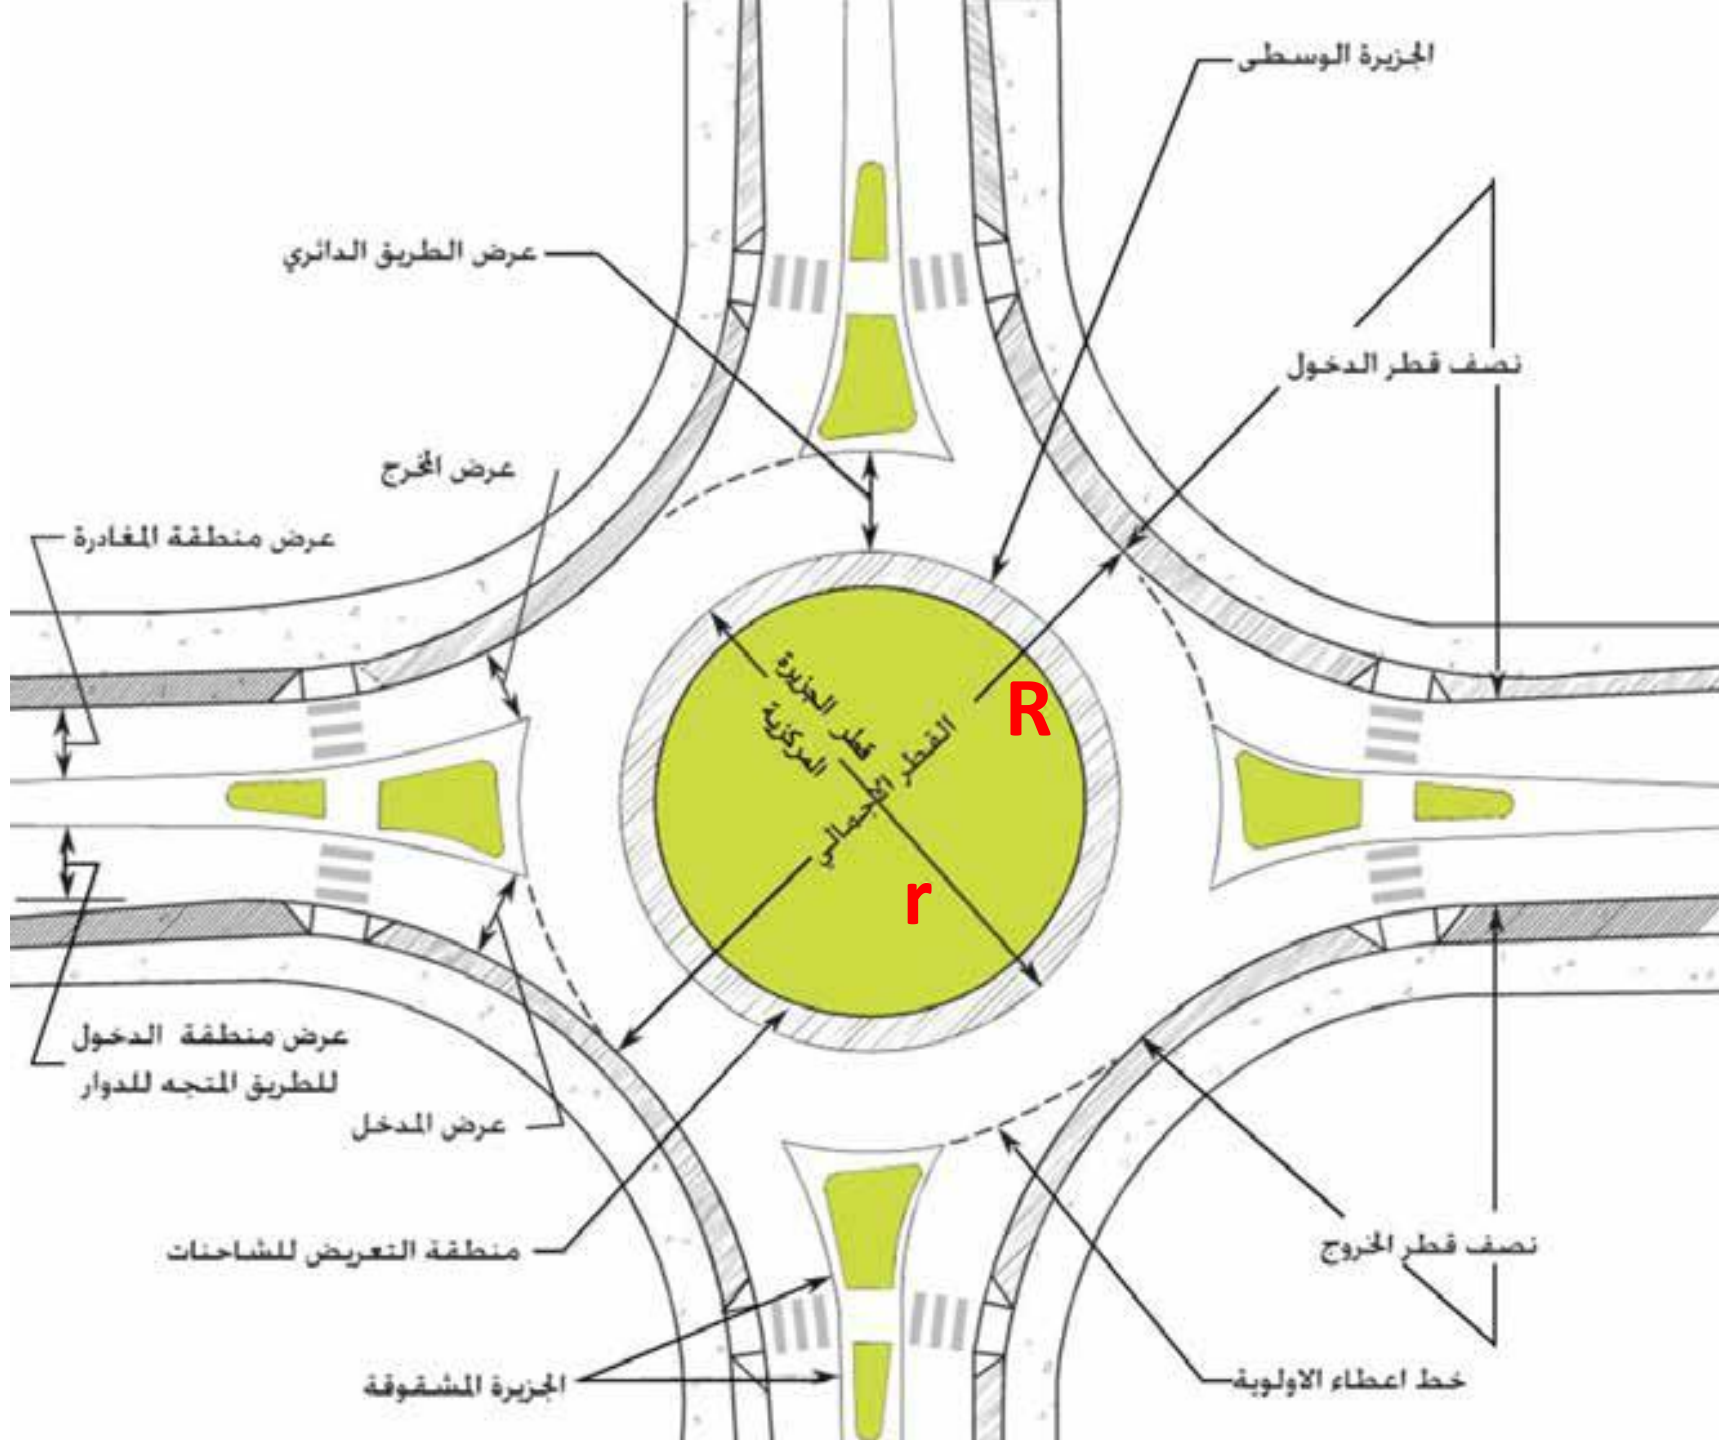 الجزيرة الوسطى
عرض الطريق الدائري
نصف قطر الدخول
عرض المخرج
عرض منطقة المغادرة
قطر الجزيرة
المركزية
القطر الاجمالي
R
r
عرض منطقة الدخول
للطريق المتجه للدوار
عرض المدخل
منطقة التعريض للشاحنات
نصف قطر الخروج
الجزيرة المشقوقة
خط اعطاء الاولوية